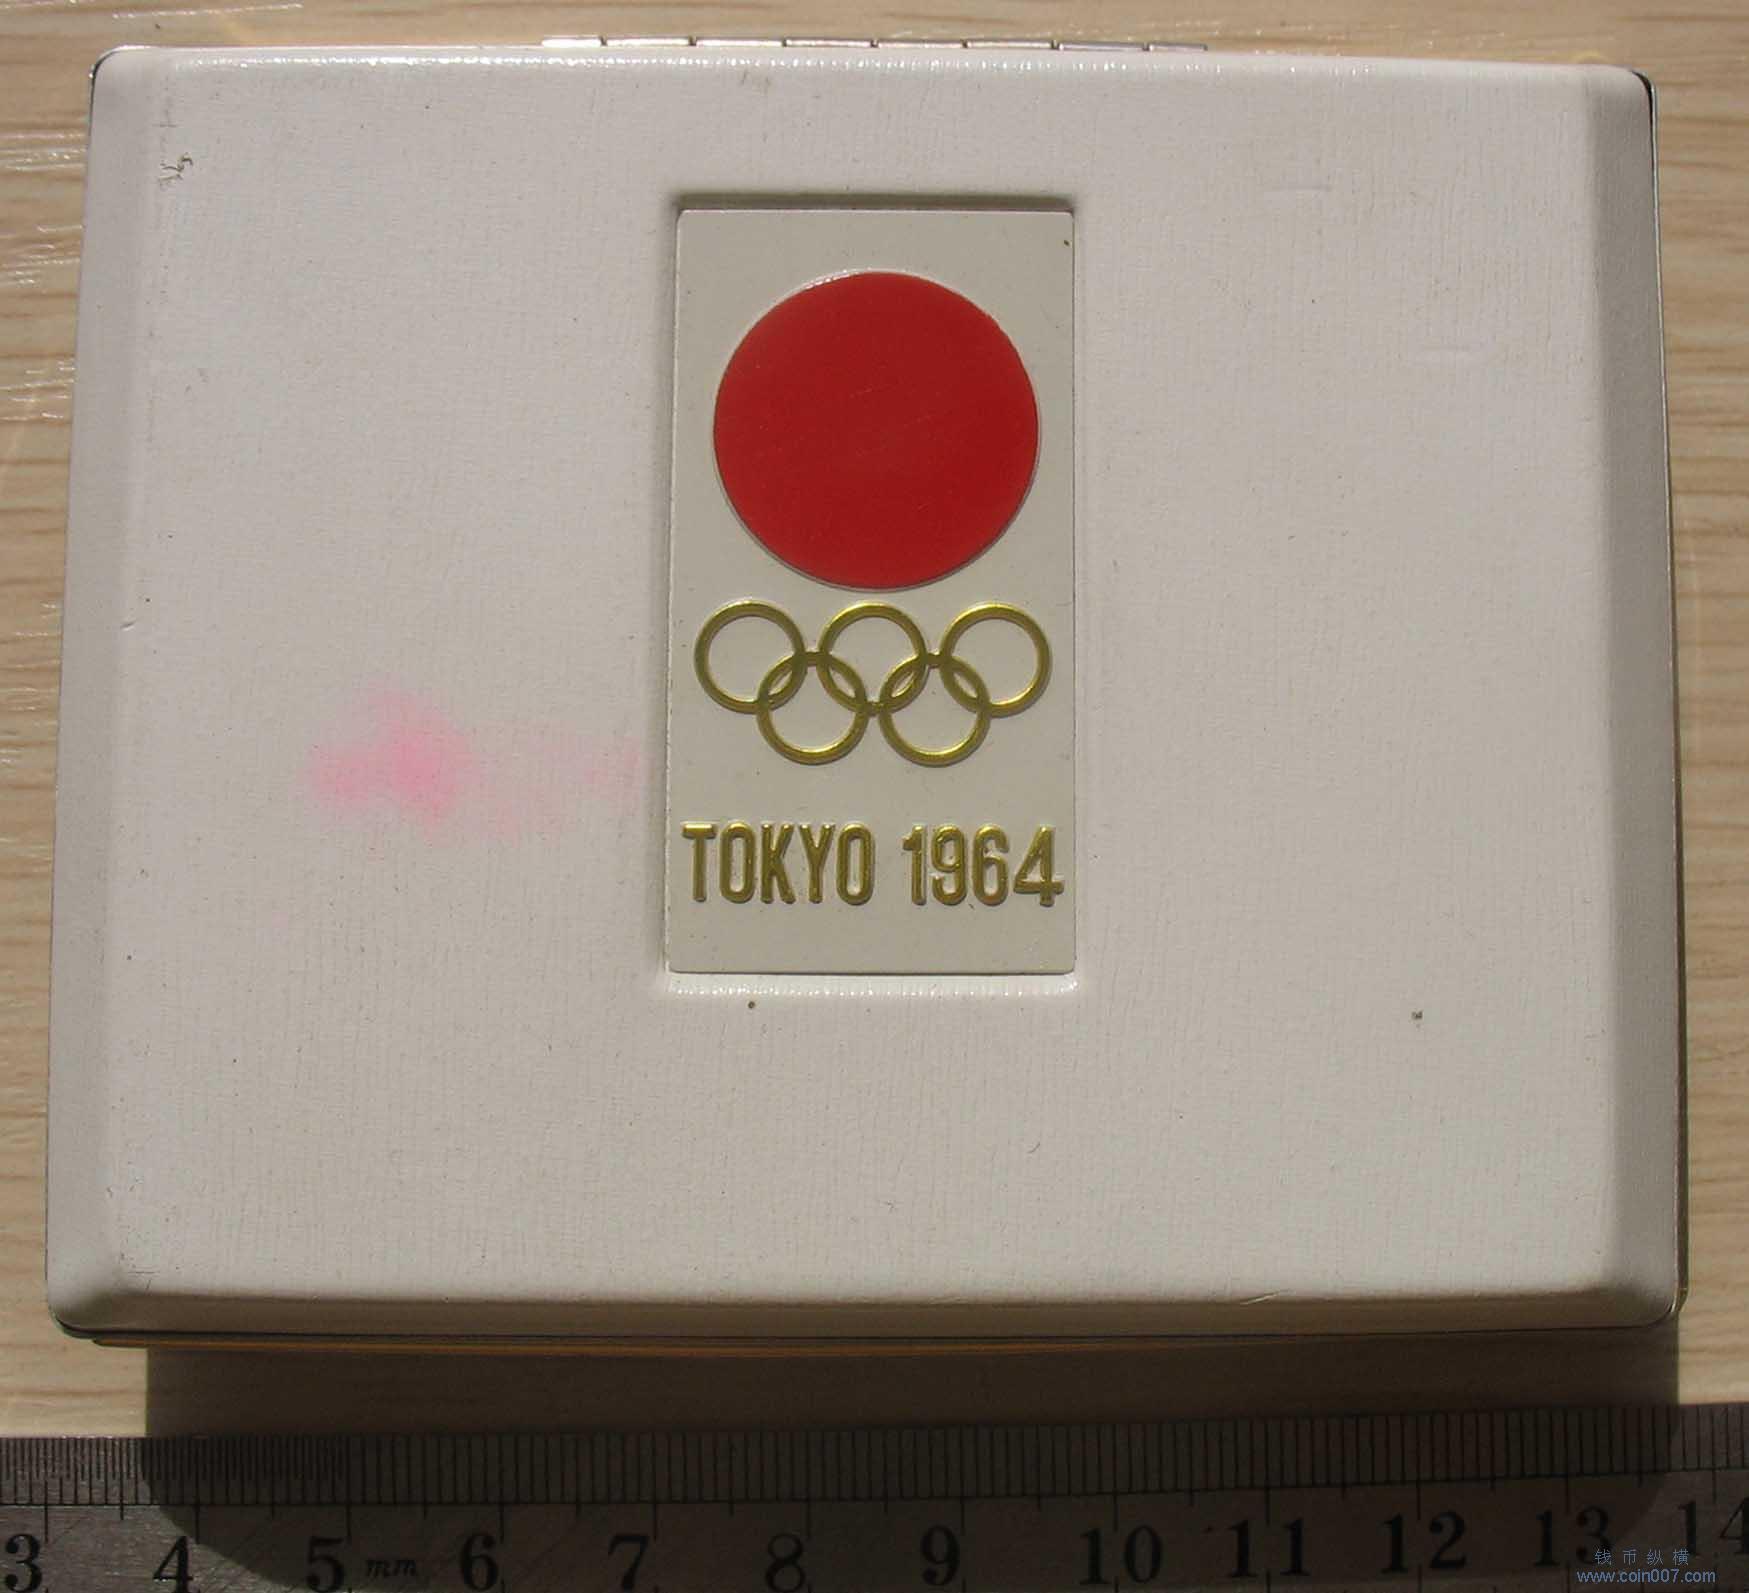 TOKYO 1964
3 4 5 mm 6 7 8 9 10 11 12 13 14
钱币纵横
www.coin007.com